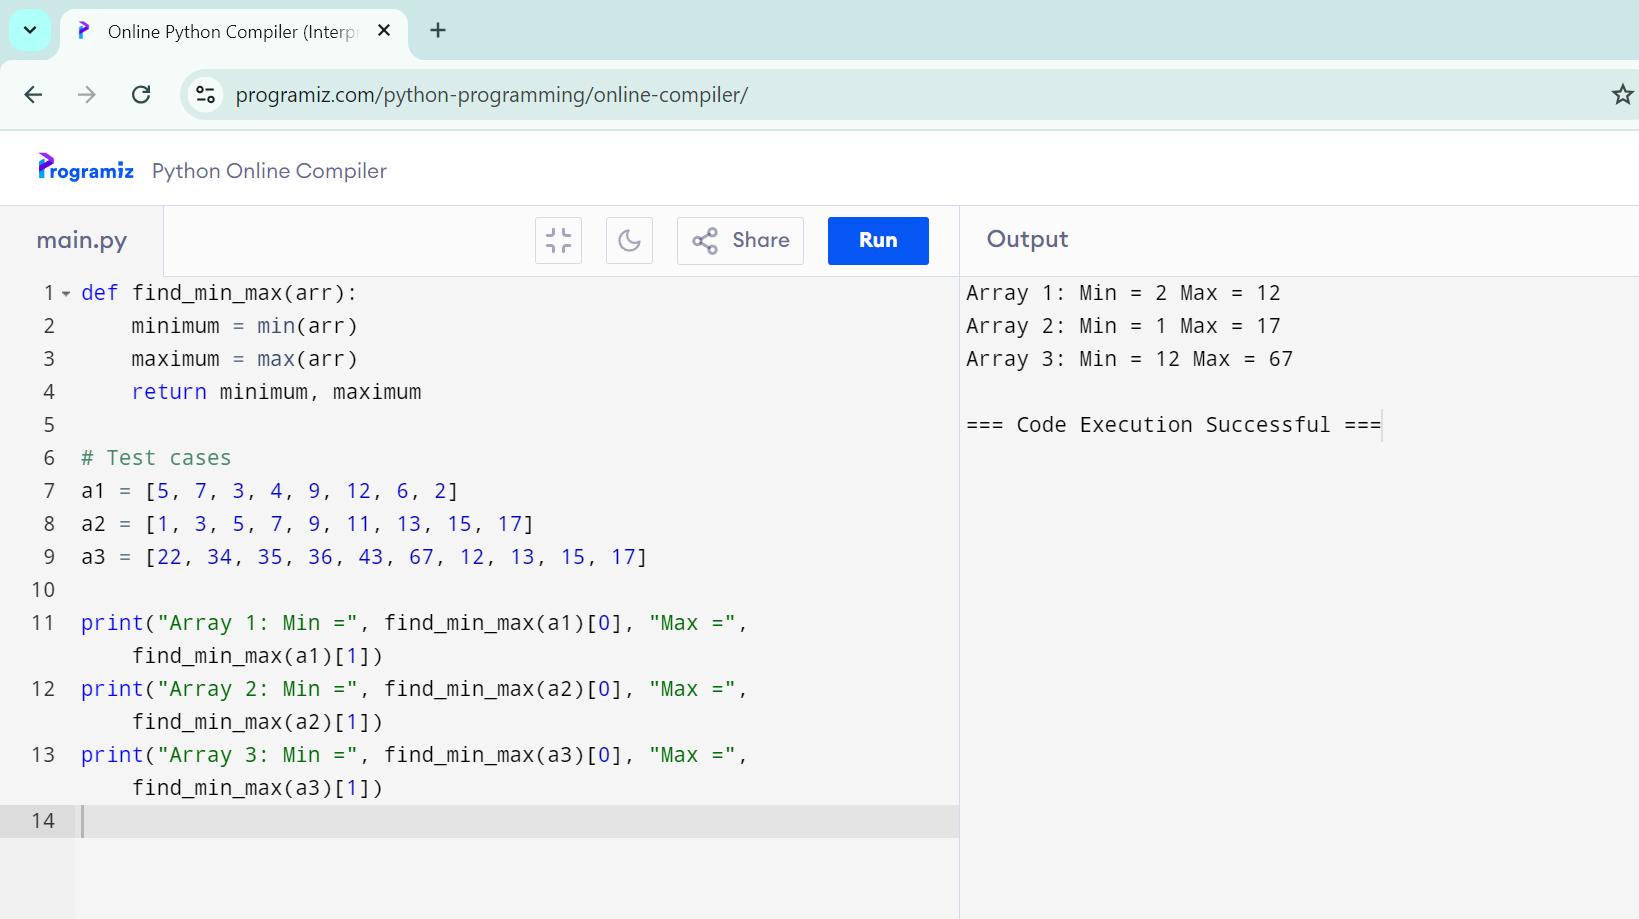 Online Python Compiler (Interp
programiz.com/python-programming/online-compiler/
Programiz Python Online Compiler
main.py
Share
Run
Output
1 def find_min_max(arr):
2     minimum = min(arr)
3     maximum = max(arr)
4     return minimum, maximum
5
6 # Test cases
7 a1 = [5, 7, 3, 4, 9, 12, 6, 2]
8 a2 = [1, 3, 5, 7, 9, 11, 13, 15, 17]
9 a3 = [22, 34, 35, 36, 43, 67, 12, 13, 15, 17]
10
11 print("Array 1: Min =", find_min_max(a1)[0], "Max =",
    find_min_max(a1)[1])
12 print("Array 2: Min =", find_min_max(a2)[0], "Max =",
    find_min_max(a2)[1])
13 print("Array 3: Min =", find_min_max(a3)[0], "Max =",
    find_min_max(a3)[1])
14
Array 1: Min = 2 Max = 12
Array 2: Min = 1 Max = 17
Array 3: Min = 12 Max = 67
=== Code Execution Successful ===